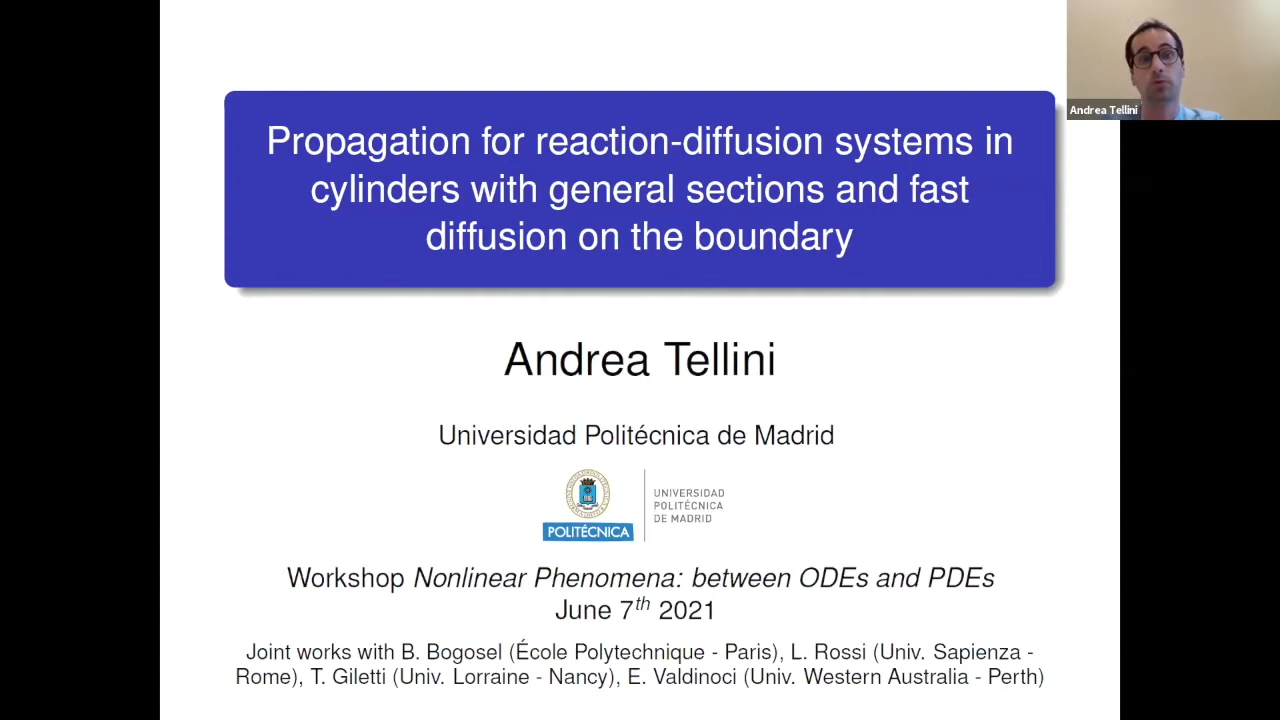 Propagation for reaction-diffusion systems in
cylinders with general sections and fast
diffusion on the boundary
Andrea Tellini
Andrea Tellini
Universidad Politécnica de Madrid
POLITÉCNICA
UNIVERSIDAD
POLITÉCNICA
DE MADRID
Workshop Nonlinear Phenomena: between ODEs and PDEs
June 7th 2021
Joint works with B. Bogosel (École Polytechnique - Paris), L. Rossi (Univ. Sapienza -
Rome), T. Giletti (Univ. Lorraine - Nancy), E. Valdinoci (Univ. Western Australia - Perth)